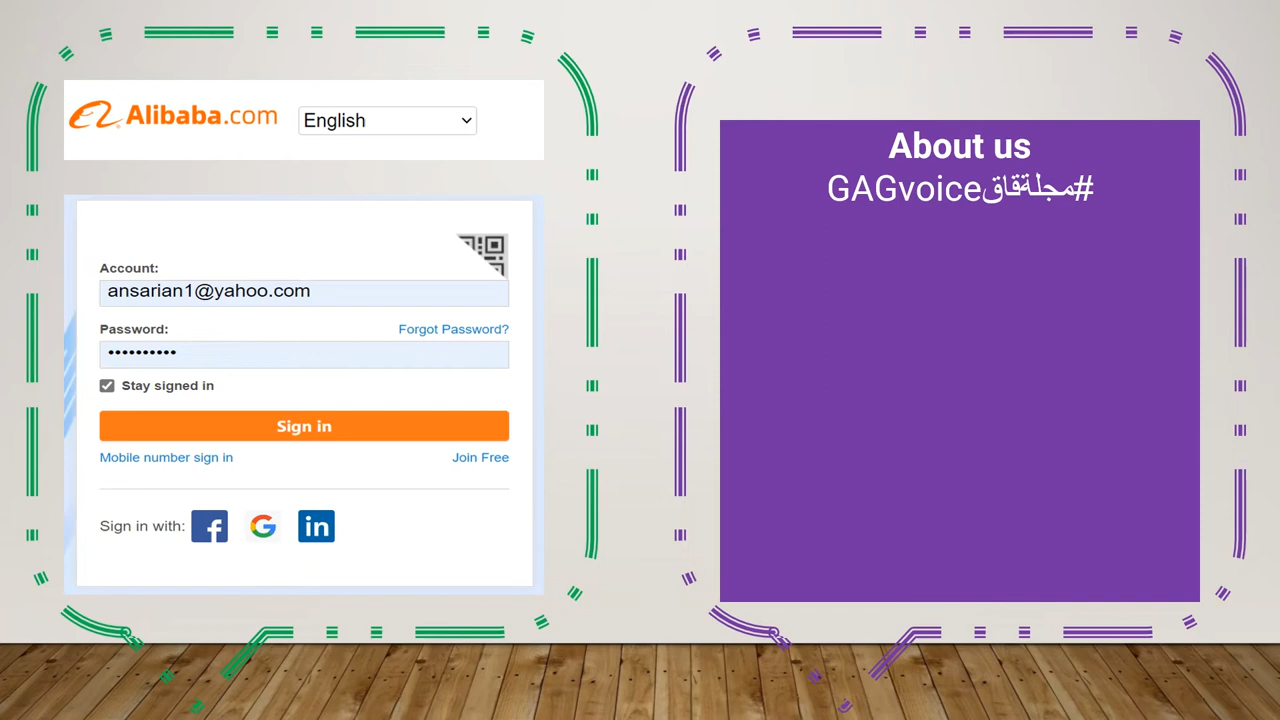 Alibaba.com
English
Account:
ansarian1@yahoo.com
Password:
Forgot Password?
••••••••••
Stay signed in
Sign in
Mobile number sign in
Join Free
Sign in with:
About us
#مجلةقاقGAGvoice